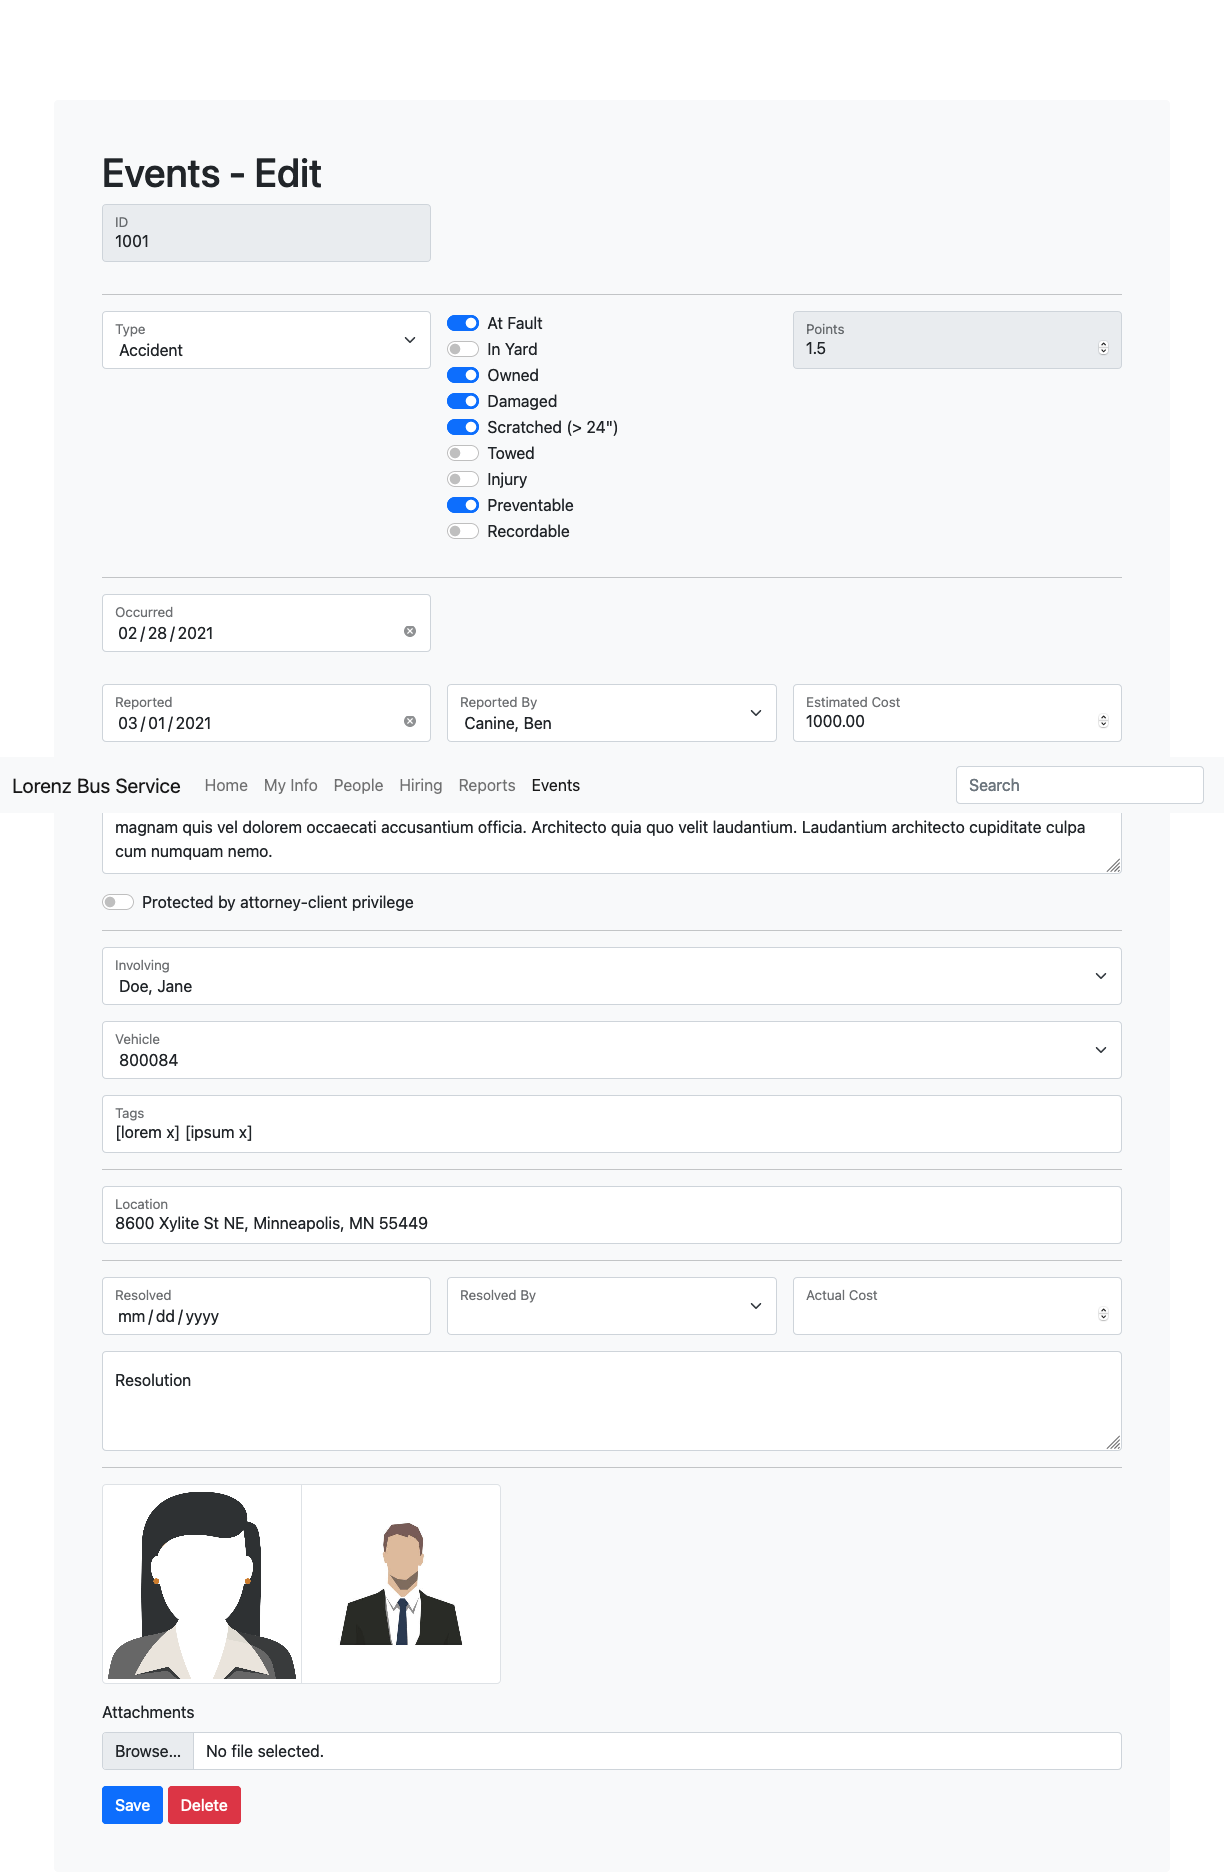 Events - Edit
ID
1001
Type
Accident
At Fault
In Yard
Owned
Damaged
Scratched (> 24")
Towed
Injury
Preventable
Recordable
Points
1.5
Occurred
02/28/2021
Reported
03/01/2021
Reported By
Canine, Ben
Estimated Cost
1000.00
Lorenz Bus Service Home My Info People Hiring Reports Events Search
magnam quis vel dolorem occaecati accusantium officia. Architecto quia quo velit laudantium. Laudantium architecto cupiditate culpa
cum numquam nemo.
Protected by attorney-client privilege
Involving
Doe, Jane
Vehicle
800084
Tags
[lorem x] [ipsum x]
Location
8600 Xylite St NE, Minneapolis, MN 55449
Resolved
mm/dd/yyyy
Resolved By
Actual Cost
Resolution
Attachments
Browse... No file selected.
Save Delete